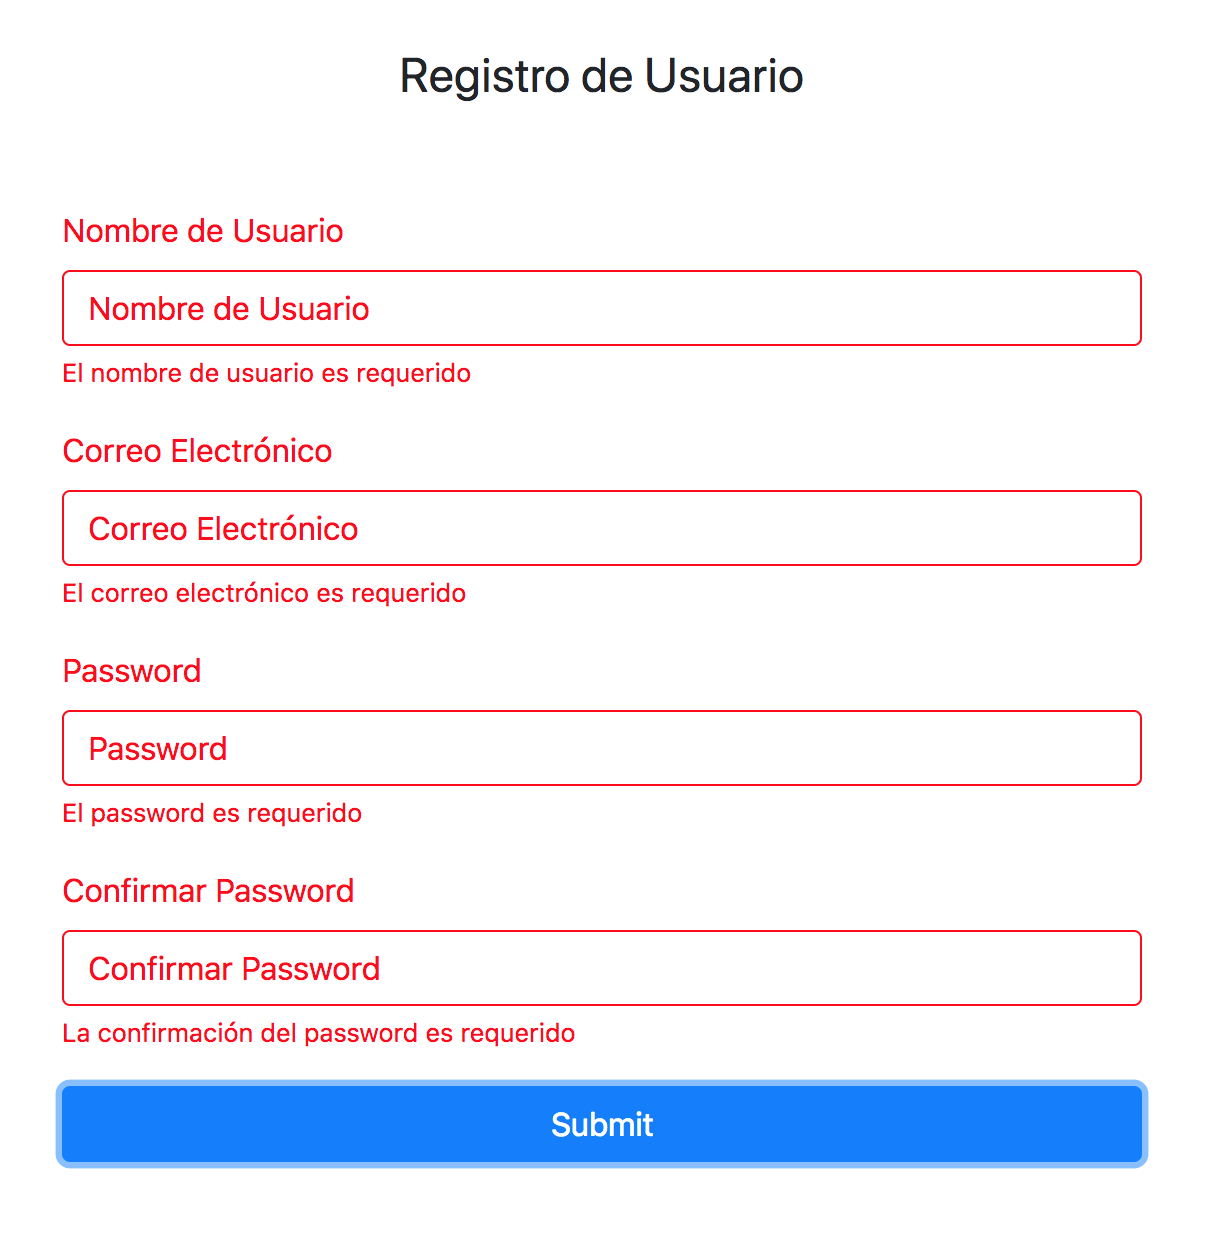 Registro de Usuario
Nombre de Usuario
Nombre de Usuario
El nombre de usuario es requerido
Correo Electrónico
Correo Electrónico
El correo electrónico es requerido
Password
Password
El password es requerido
Confirmar Password
Confirmar Password
La confirmación del password es requerido
Submit